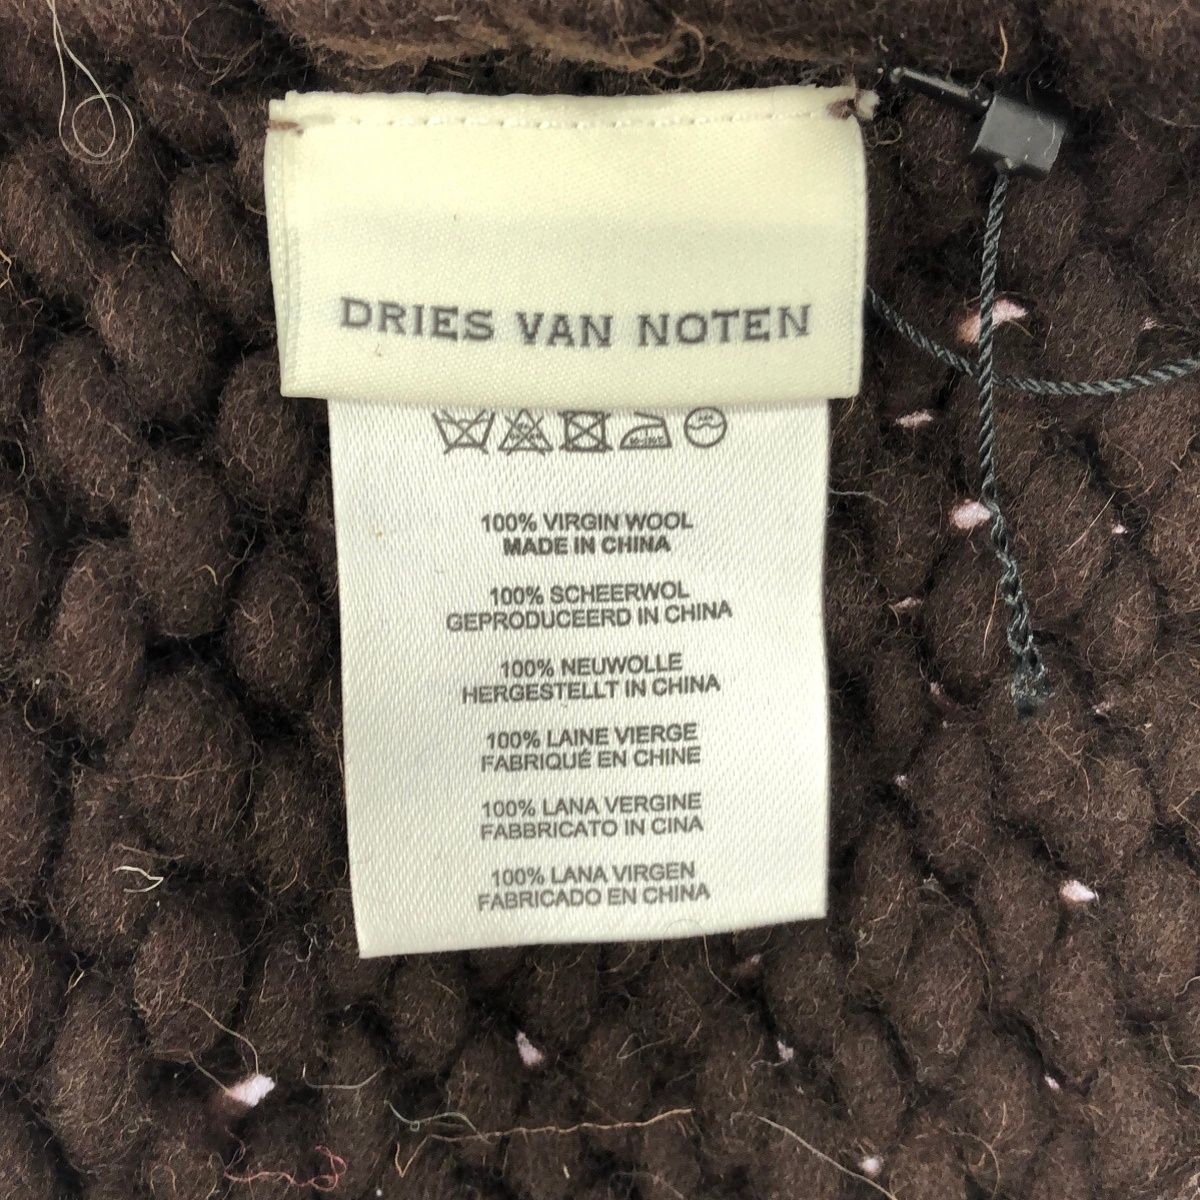 DRIES VAN NOTEN
100% VIRGIN WOOL
MADE IN CHINA
100% SCHEERWOL
GEPRODUCEERD IN CHINA
100% NEUWOLLE
HERGESTELLT IN CHINA
100% LAINE VIERGE
FABRIQUÉ EN CHINE
100% LANA VERGINE
FABBRICATO IN CINA
100% LANA VIRGEN
FABRICADO EN CHINA